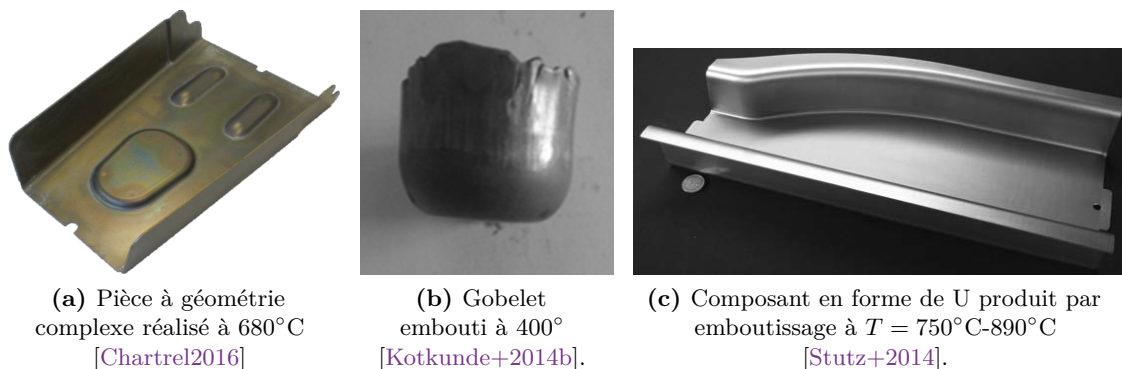 (a) Pièce à géométrie
complexe réalisé à 680°C
[Chartrel2016]
(b) Gobelet
embouti à 400°
[Kotkunde+2014b].
(c) Composant en forme de U produit par
emboutissage à T = 750°C-890°C
[Stutz+2014].